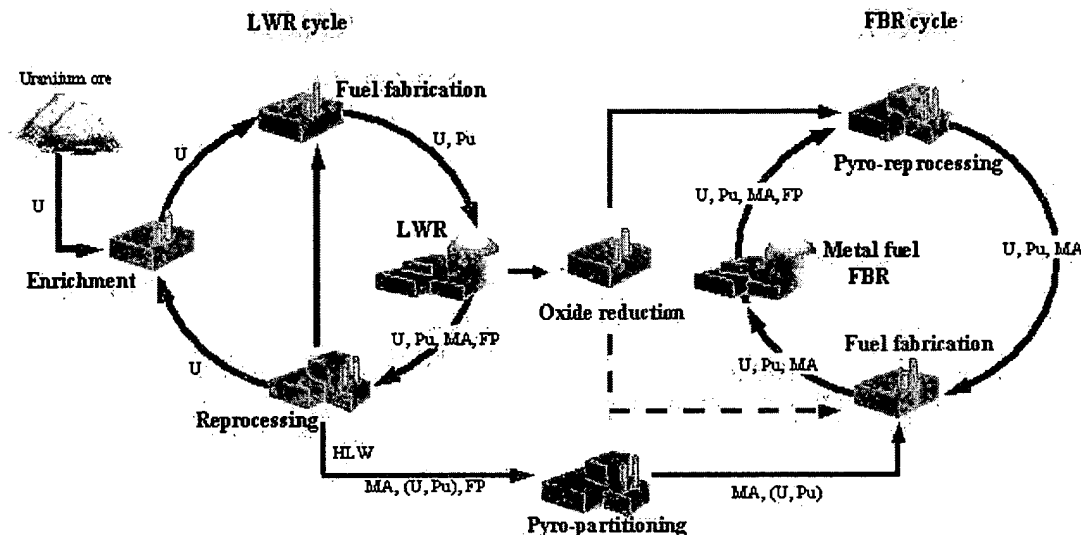 LWR cycle
FBR cycle
Uranium ore
Fuel fabrication
U
U, Pu
U
Pyro-reprocessing
U, Pu, MA, FP
LWR
Metal fuel
FBR
U, Pu, MA
Enrichment
Oxide reduction
U, Pu, MA, FP
U
U, Pu, MA
Fuel fabrication
Reprocessing
HLW
MA, (U, Pu), FP
MA, (U, Pu)
Pyro-partitioning